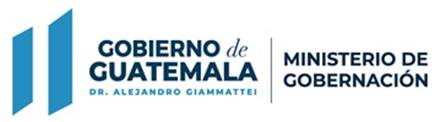 GOBIERNO de
GUATEMALA
DR. ALEJANDRO GIAMMATTEI
MINISTERIO DE
GOBERNACIÓN